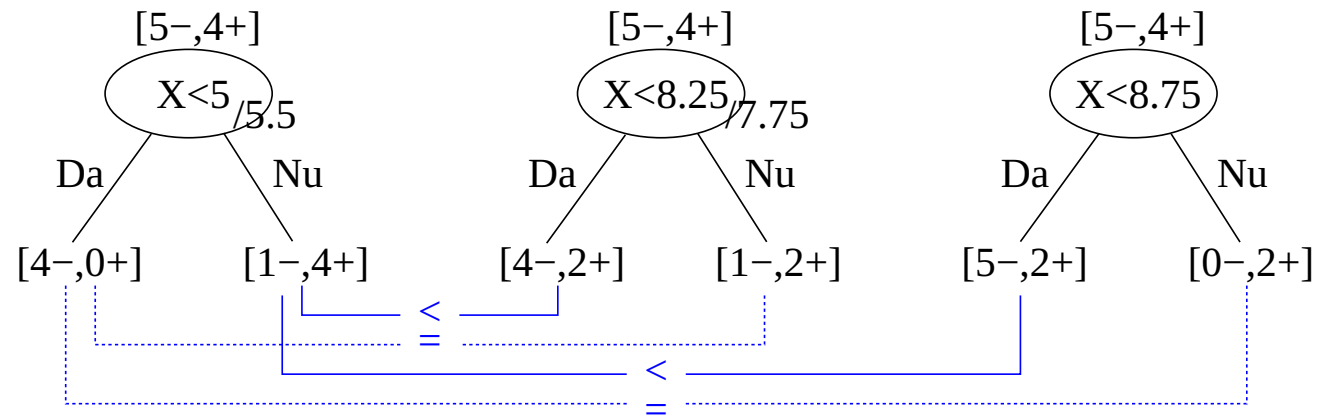 [5−,4+] [5−,4+] [5−,4+]
X<5 /5.5 X<8.25 /7.75 X<8.75
Da Nu Da Nu Da Nu
[4−,0+] [1−,4+] [4−,2+] [1−,2+] [5−,2+] [0−,2+]
<
=
<
=